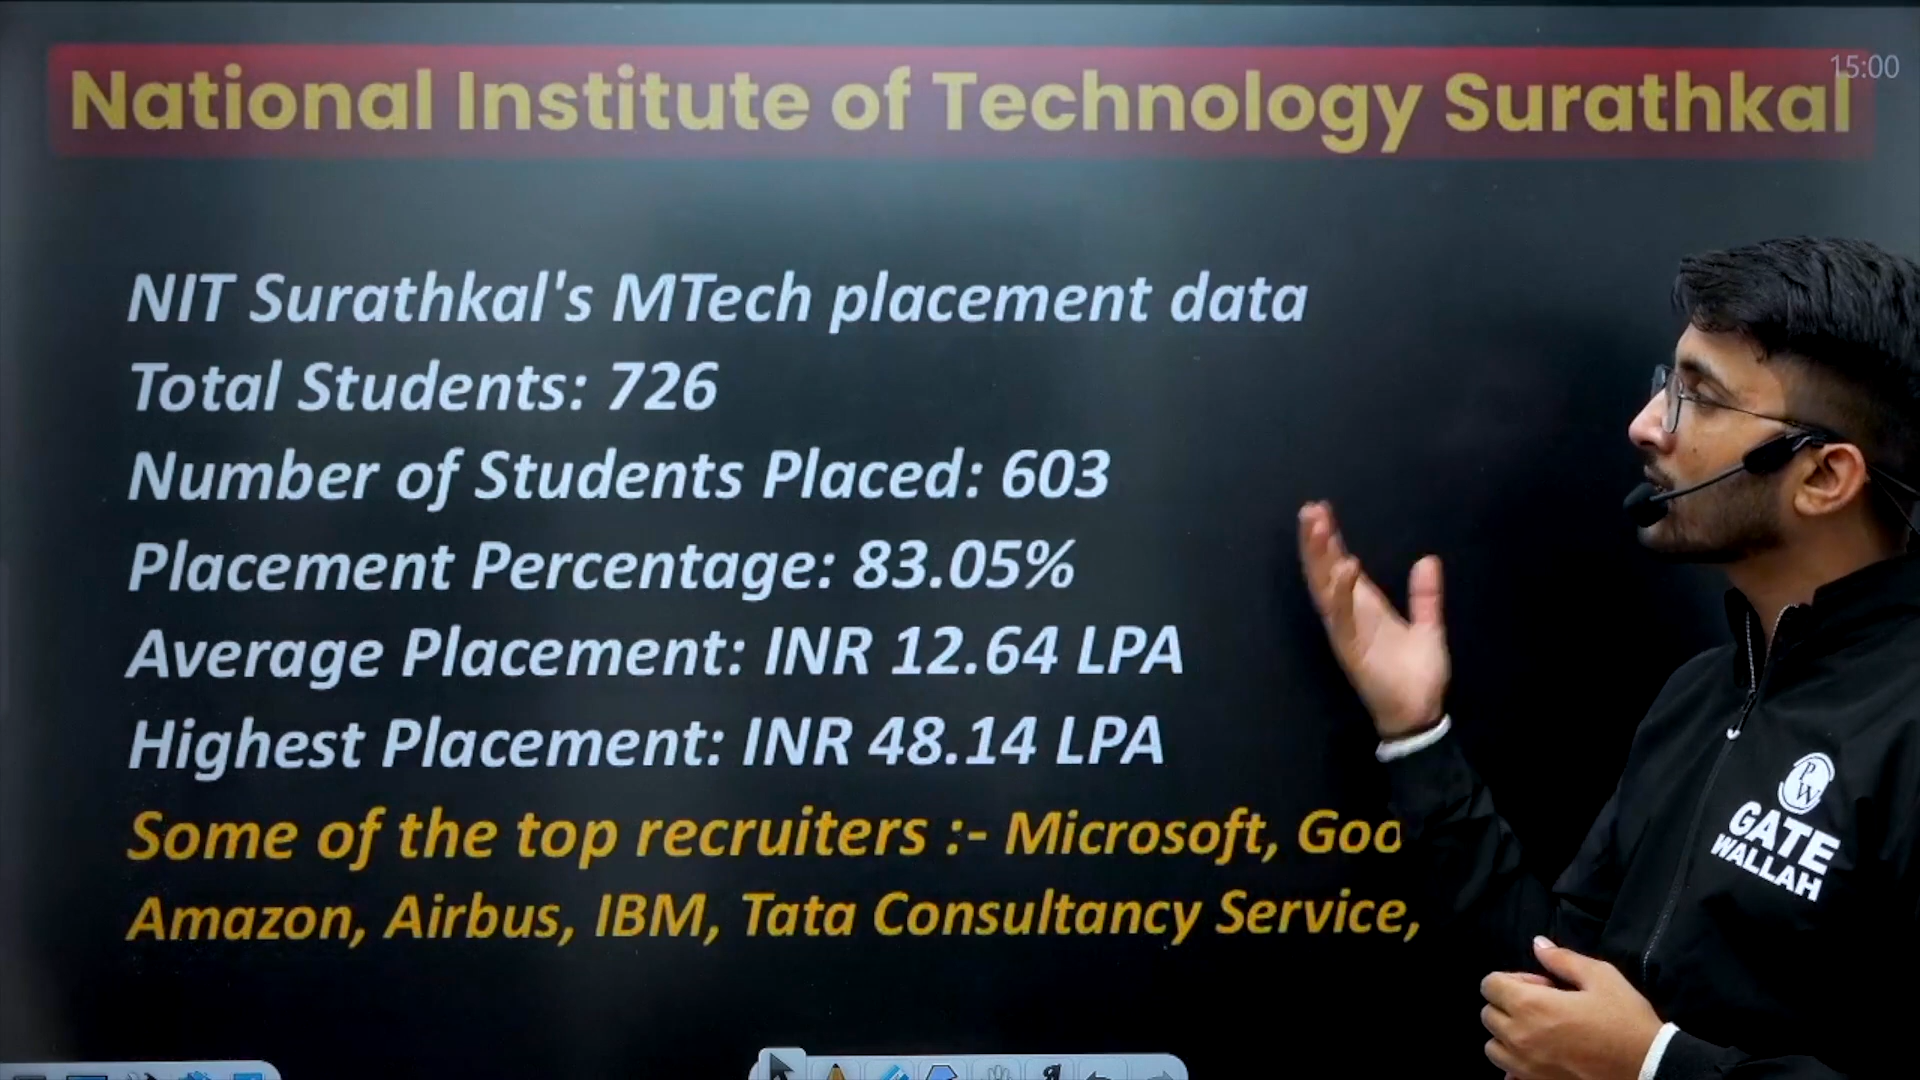 National Institute of Technology Surathkal
15:00
NIT Surathkal's MTech placement data
Total Students: 726
Number of Students Placed: 603
Placement Percentage: 83.05%
Average Placement: INR 12.64 LPA
Highest Placement: INR 48.14 LPA
Some of the top recruiters :- Microsoft, Goo
Amazon, Airbus, IBM, Tata Consultancy Service,
PW
GATE
WALLAH